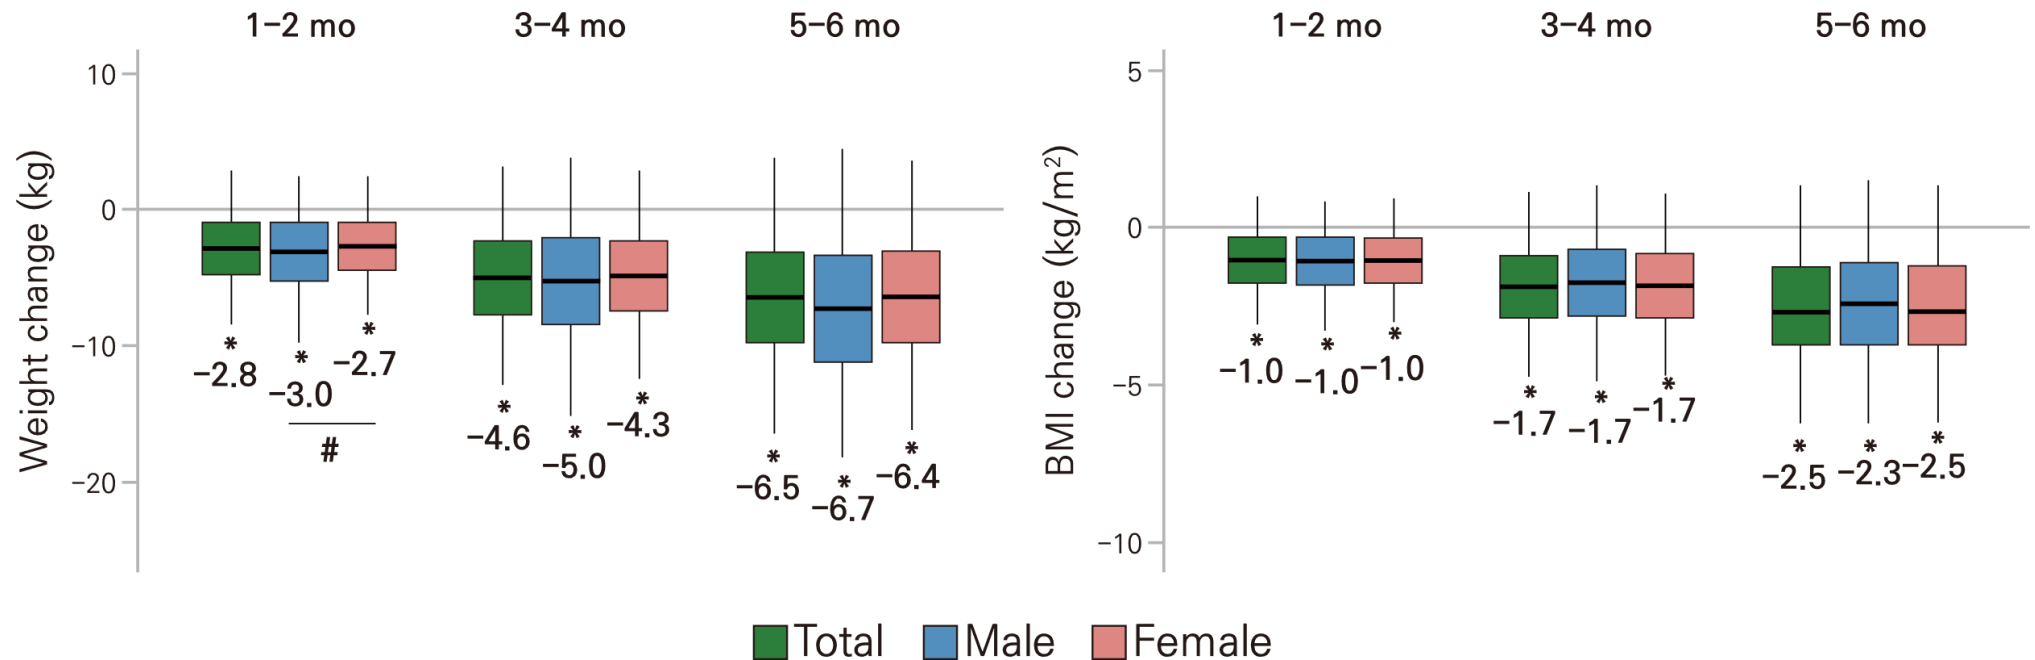 1–2 mo 3–4 mo 5–6 mo
Weight change (kg)
10
0
−10
−20
* * *
−2.8 −3.0 −2.7
#
* * *
−4.6 −5.0 −4.3
* * *
−6.5 −6.7 −6.4
1–2 mo 3–4 mo 5–6 mo
BMI change (kg/m²)
5
0
−5
−10
* * *
−1.0 −1.0 −1.0
* * *
−1.7 −1.7 −1.7
* * *
−2.5 −2.3 −2.5
Total Male Female